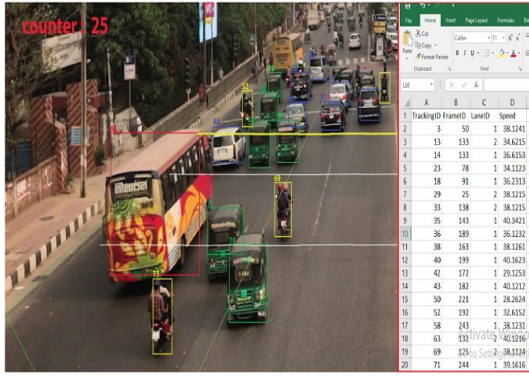 counter : 25
52
63
69
75
File Home Insert Page Layout Formulas
Cut
Copy
Format Painter
Paste
Calibri 11
B I U
Clipboard
Font
L10
A B C D
1 TrackingID FrameID LaneID Speed
2 3 50 1 38.1241
3 13 133 2 34.6215
4 14 133 1 36.6153
5 23 78 1 34.1123
6 18 91 1 36.2313
7 29 25 2 38.1215
8 33 138 2 38.1215
9 35 143 1 40.3421
10 36 189 1 36.1232
11 38 163 1 38.1261
12 40 199 1 40.1623
13 42 172 1 29.1253
14 43 182 1 40.1212
15 50 221 1 28.2624
16 52 192 1 32.6152
17 58 243 1 38.1231
18 63 132 2 40.1216
19 69 125 2 38.1124
20 71 244 1 39.1616